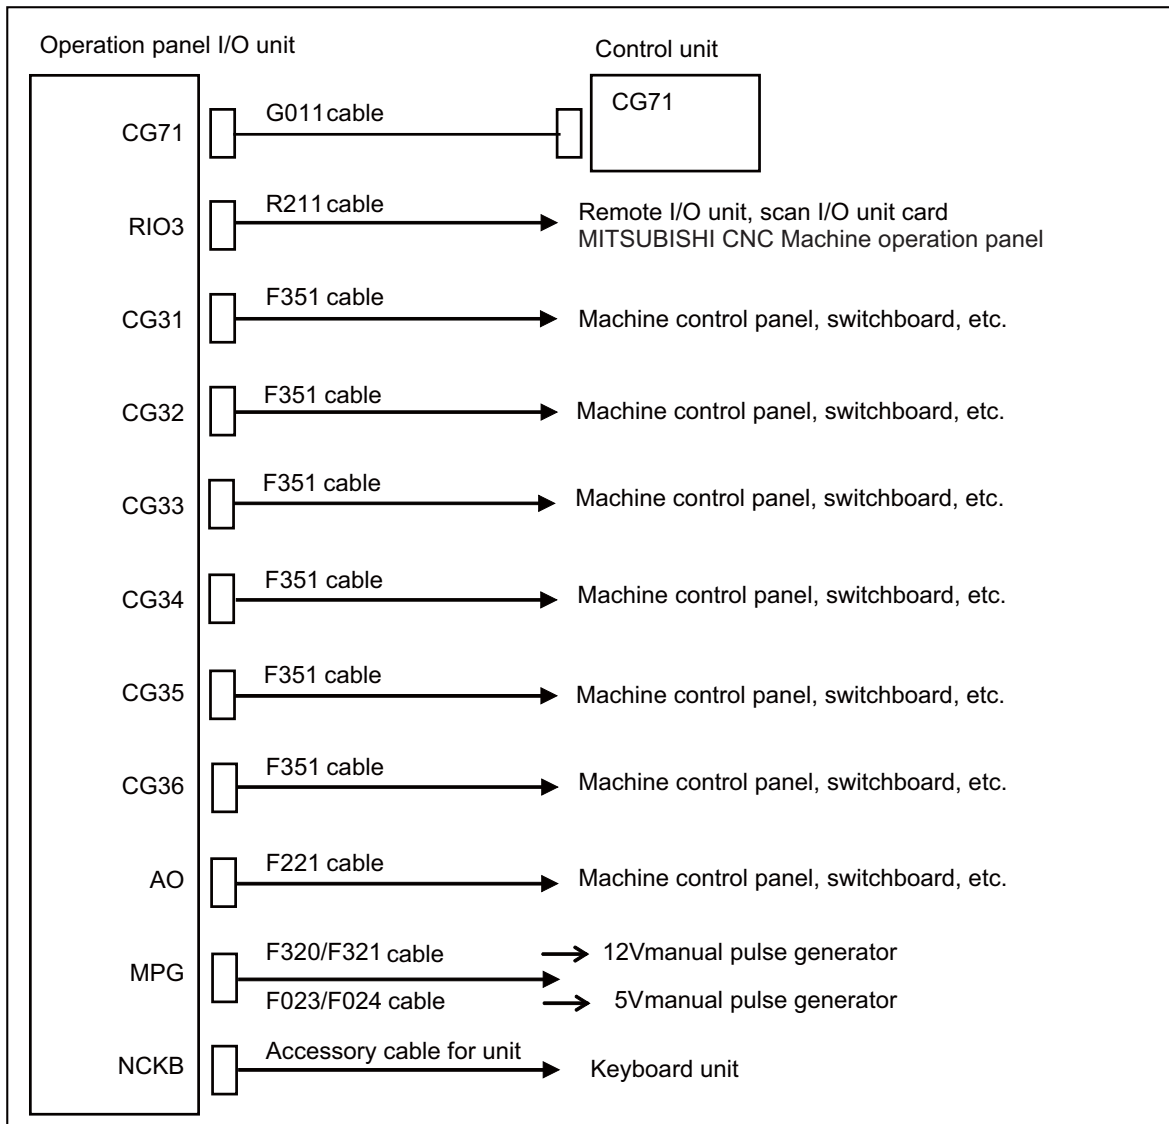 Operation panel I/O unit
Control unit
CG71
G011 cable
CG71
RIO3
R211 cable
Remote I/O unit, scan I/O unit card
MITSUBISHI CNC Machine operation panel
CG31
F351 cable
Machine control panel, switchboard, etc.
CG32
F351 cable
Machine control panel, switchboard, etc.
CG33
F351 cable
Machine control panel, switchboard, etc.
CG34
F351 cable
Machine control panel, switchboard, etc.
CG35
F351 cable
Machine control panel, switchboard, etc.
CG36
F351 cable
Machine control panel, switchboard, etc.
AO
F221 cable
Machine control panel, switchboard, etc.
MPG
F320/F321 cable
12Vmanual pulse generator
F023/F024 cable
5Vmanual pulse generator
NCKB
Accessory cable for unit
Keyboard unit